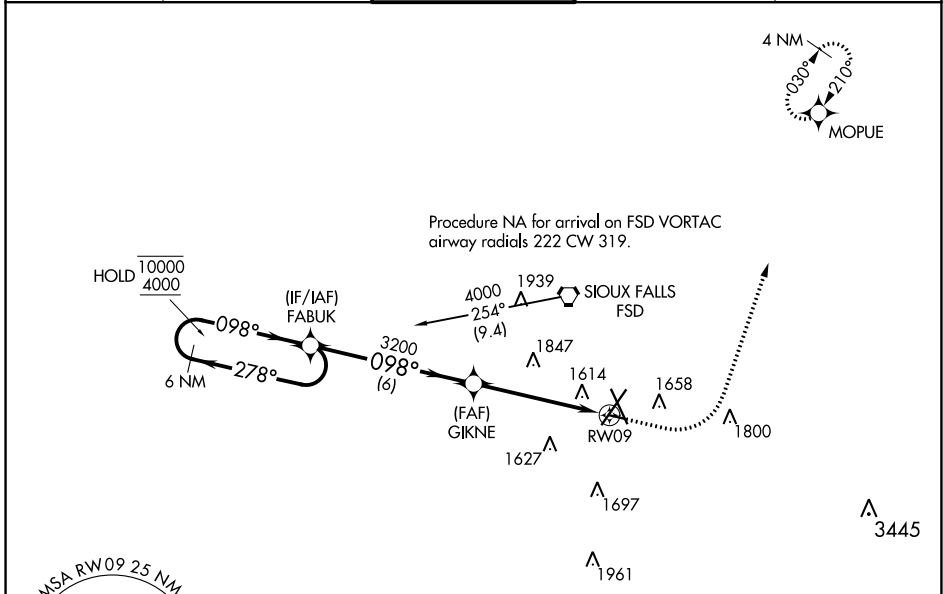 4 NM
030°
210°
MOPUE
Procedure NA for arrival on FSD VORTAC
airway radials 222 CW 319.
HOLD 10000
4000
(IF/IAF)
FABUK
4000
254°
(9.4)
1939
SIOUX FALLS
FSD
098°
278°
6 NM
3200
098°
(6)
1847
1614
1658
(FAF)
GIKNE
RW09
1800
1627
1697
3445
1961
MSA RW09 25 NM